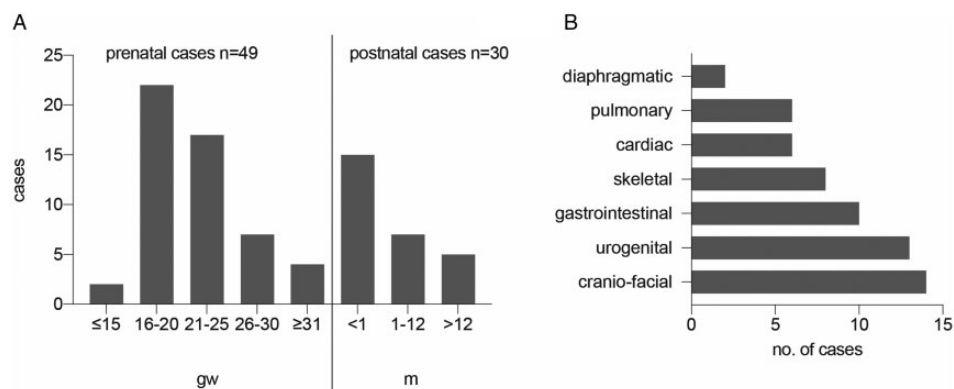 A
prenatal cases n=49
postnatal cases n=30
25
20
15
10
5
0
cases
≤15 16-20 21-25 26-30 ≥31 <1 1-12 >12
gw
m
B
diaphragmatic
pulmonary
cardiac
skeletal
gastrointestinal
urogenital
cranio-facial
0 5 10 15
no. of cases